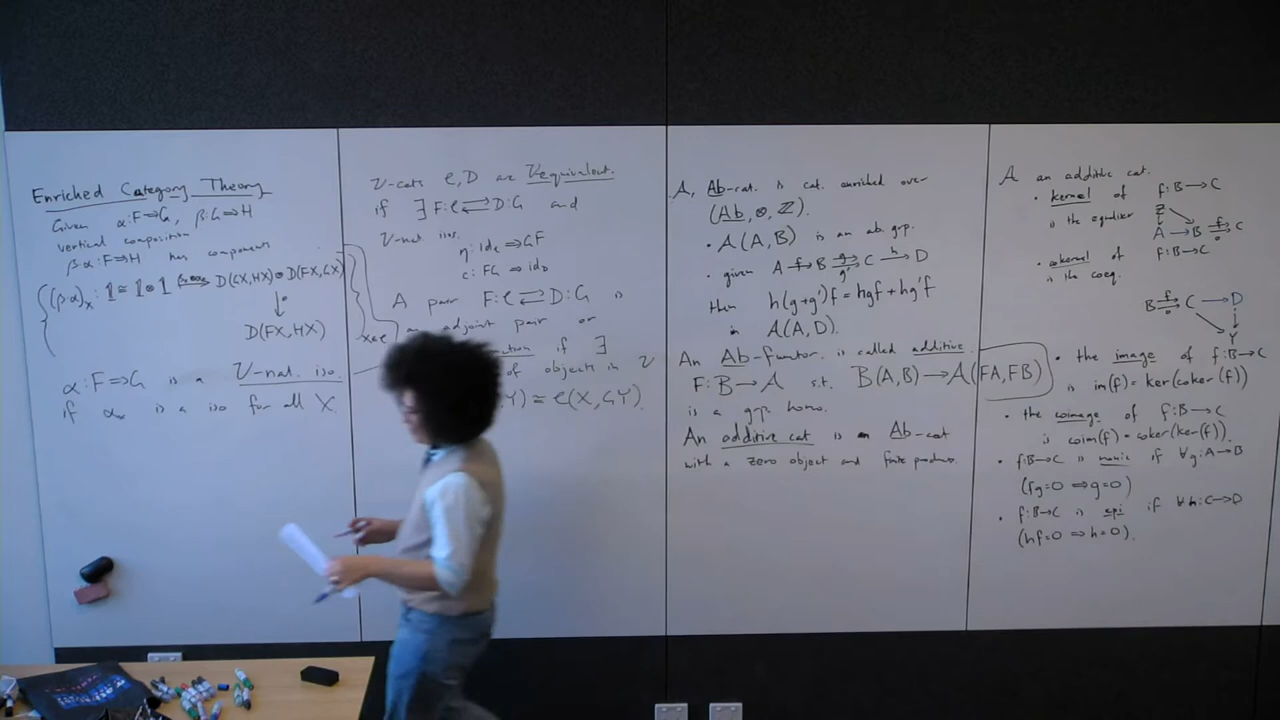 Enriched Category Theory
Given α:F⇒G, β:G⇒H
vertical composition
β·α:F⇒H has components
(β·α)ₓ: 𝟙 ≅ 𝟙⊗𝟙 → D(GX,HX)⊗D(FX,GX)
↓∘
D(FX,HX)
X∈C
α:F⇒G is a V-nat. iso.
if αₓ is a iso for all X.
V-cats C,D are V-equivalent.
if ∃ F:C⇄D:G and
V-nat. isos.
η: id_C ⇒ GF
ε: FG ⇒ id_D
A pair F:C⇄D:G is
adjoint pair or
if ∃
of objects in V
Y) ≅ C(X,GY).
A, Ab-cat. is cat. enriched over
(Ab, ⊗, Z).
• A(A,B) is an ab. grp.
• given A f→ B g⇉g' C h→ D
then h(g+g')f = hgf + hg'f
in A(A,D).
An Ab-functor is called additive.
F: B→A s.t. B(A,B)→A(FA,FB)
is a grp. homo.
An additive cat is an Ab-cat
with a zero object and finite products.
A an additive cat.
• kernel of f:B→C
is the equaliser
Z
A → B f⇉0 C
• cokernel of f:B→C
is the coeq.
B f⇉0 C → D
Y
• the image of f:B→C
is im(f) = ker(coker(f))
• the coimage of f:B→C
is coim(f) = coker(ker(f)).
• f:B→C is monic if ∀g:A→B
(fg=0 ⇒ g=0)
• f:B→C is epi if ∀h:C→D
(hf=0 ⇒ h=0).